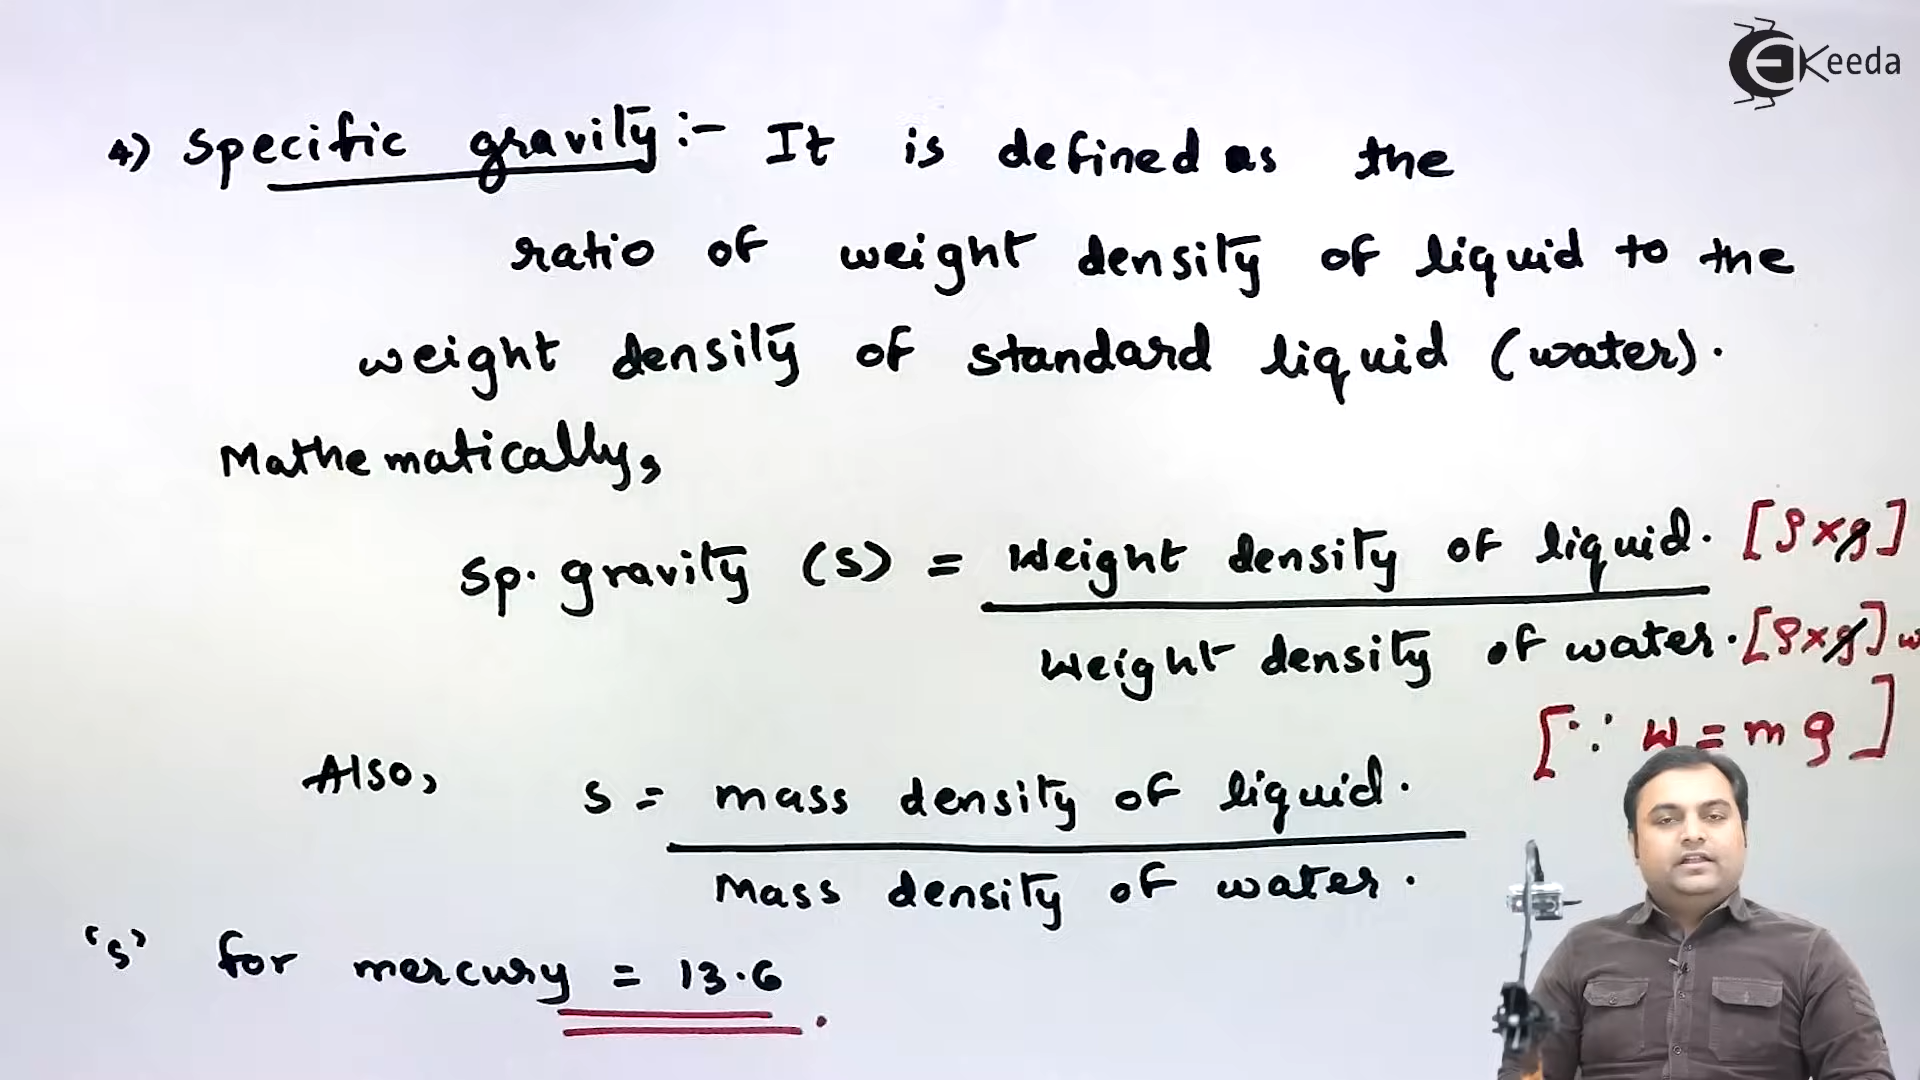 EKeeda
4) Specific gravity:- It is defined as the
ratio of weight density of liquid to the
weight density of standard liquid (water).
Mathematically,
Sp. gravity (s) = Weight density of liquid. [ρ×g]
Weight density of water. [ρ×g] w
[∵ W = mg]
Also, s = mass density of liquid.
Mass density of water.
's' for mercury = 13.6.